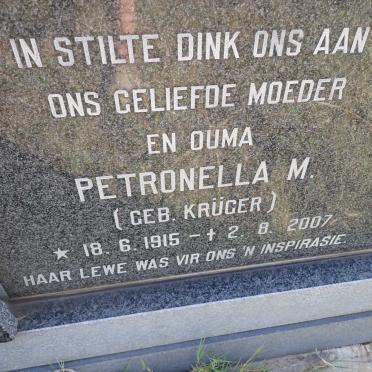 IN STILTE DINK ONS AAN
ONS GELIEFDE MOEDER
EN OUMA
PETRONELLA M.
(GEB. KRÜGER)
★ 18. 6. 1915 – ✝ 2. 8. 2007
HAAR LEWE WAS VIR ONS 'N INSPIRASIE.